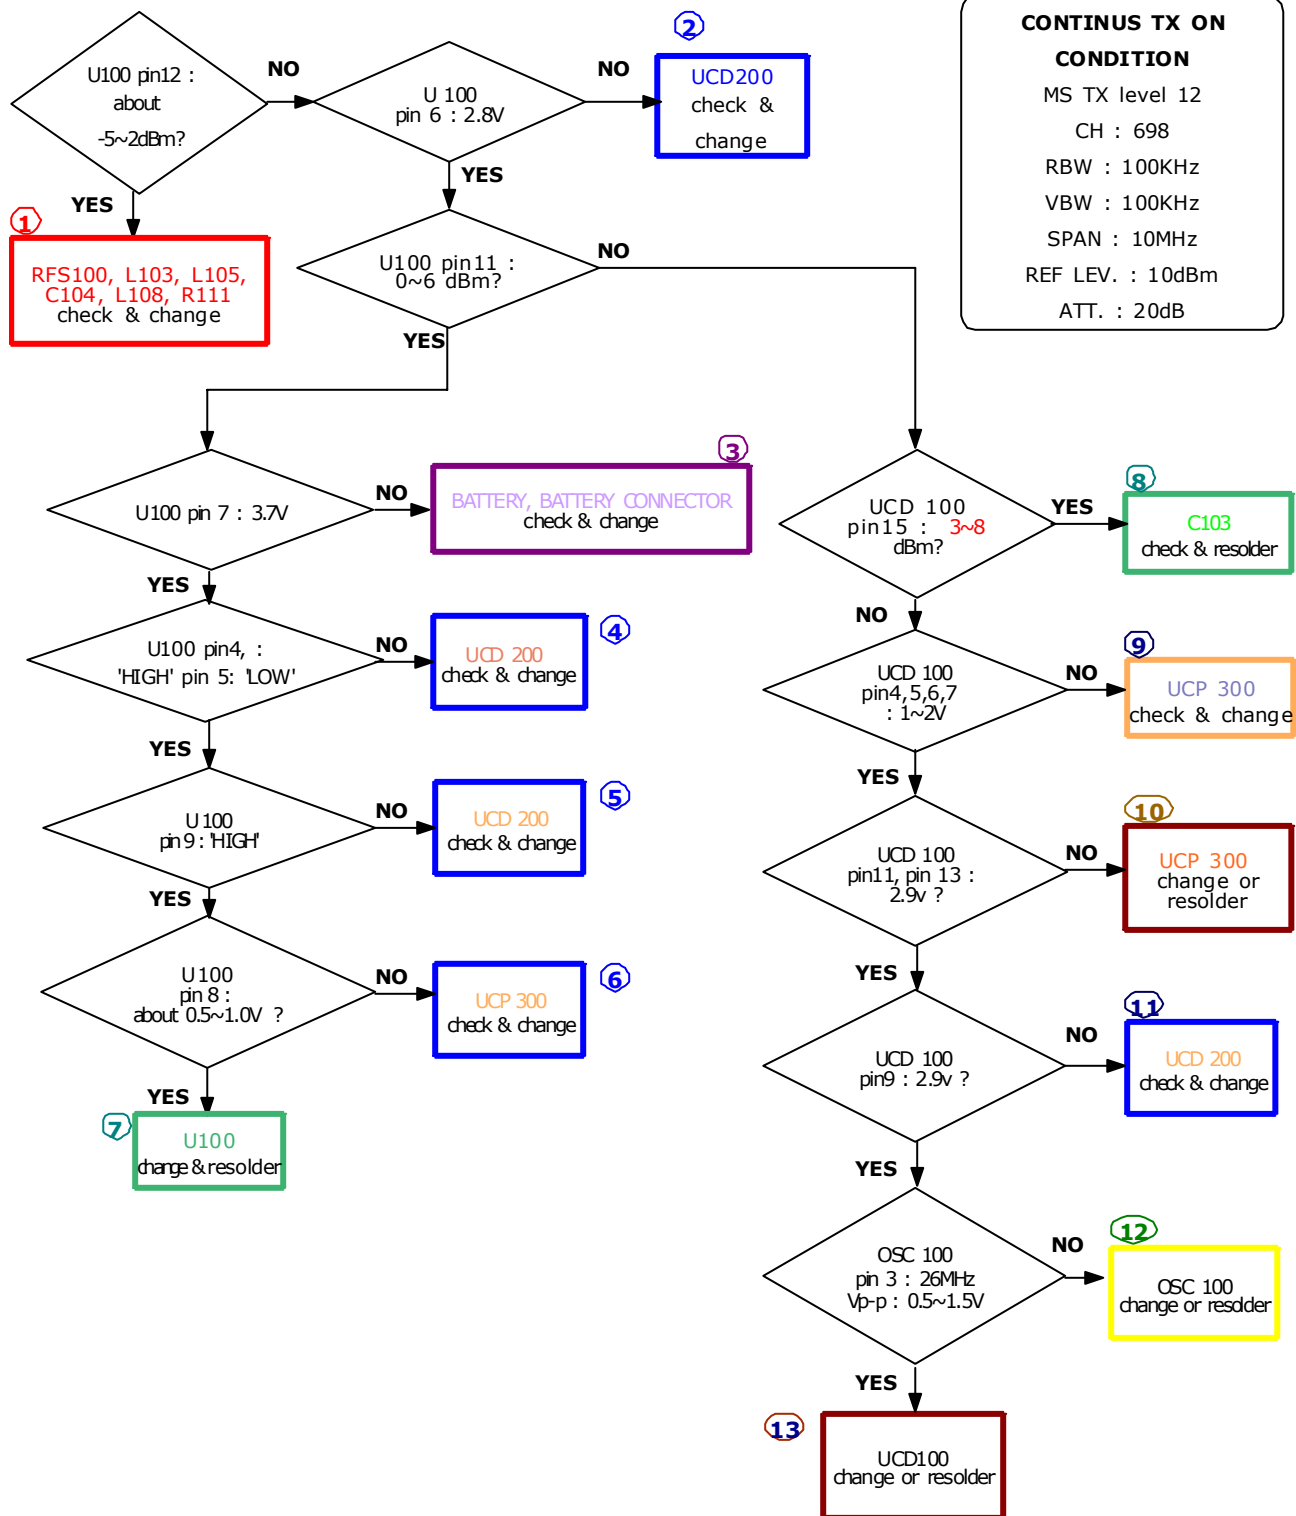 U100 pin12 :
about
-5~2dBm?
NO
YES
1
RFS100, L103, L105,
C104, L108, R111
check & change
U 100
pin 6 : 2.8V
NO
YES
2
UCD200
check &
change
CONTINUS TX ON
CONDITION
MS TX level 12
CH : 698
RBW : 100KHz
VBW : 100KHz
SPAN : 10MHz
REF LEV. : 10dBm
ATT. : 20dB
U100 pin11 :
0~6 dBm?
NO
YES
U100 pin 7 : 3.7V
NO
YES
3
BATTERY, BATTERY CONNECTOR
check & change
U100 pin4, :
'HIGH' pin 5: 'LOW'
NO
YES
4
UCD 200
check & change
U100
pin 9 : 'HIGH'
NO
YES
5
UCD 200
check & change
U100
pin 8 :
about 0.5~1.0V ?
NO
YES
6
UCP 300
check & change
7
U100
change & resolder
UCD 100
pin15 : 3~8
dBm?
YES
NO
8
C103
check & resolder
UCD 100
pin4,5,6,7
: 1~2V
NO
YES
9
UCP 300
check & change
UCD 100
pin11, pin 13 :
2.9v ?
NO
YES
10
UCP 300
change or
resolder
UCD 100
pin9 : 2.9v ?
NO
YES
11
UCD 200
check & change
OSC 100
pin 3 : 26MHz
Vp-p : 0.5~1.5V
NO
YES
12
OSC 100
change or resolder
13
UCD100
change or resolder